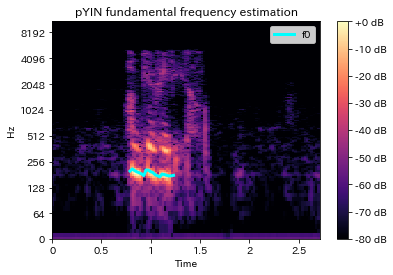 pYIN fundamental frequency estimation
f0
Hz
8192
4096
2048
1024
512
256
128
64
0
0 0.5 1 1.5 2 2.5
Time
+0 dB
-10 dB
-20 dB
-30 dB
-40 dB
-50 dB
-60 dB
-70 dB
-80 dB